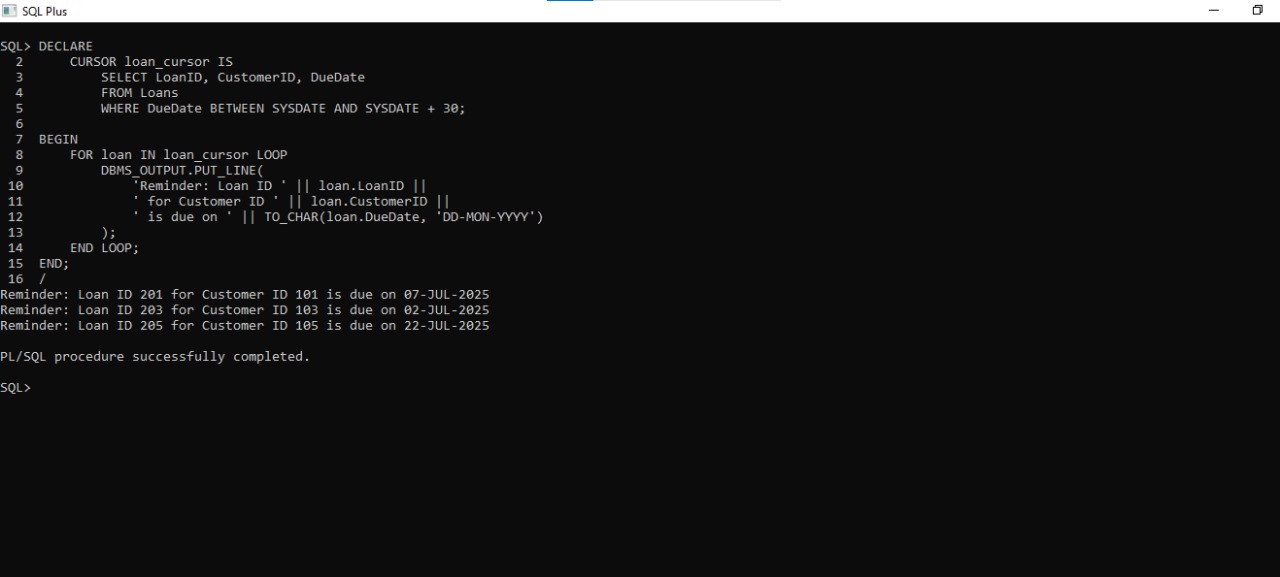 SQL Plus
SQL> DECLARE
  2      CURSOR loan_cursor IS
  3          SELECT LoanID, CustomerID, DueDate
  4          FROM Loans
  5          WHERE DueDate BETWEEN SYSDATE AND SYSDATE + 30;
  6
  7  BEGIN
  8      FOR loan IN loan_cursor LOOP
  9          DBMS_OUTPUT.PUT_LINE(
 10              'Reminder: Loan ID ' || loan.LoanID ||
 11              ' for Customer ID ' || loan.CustomerID ||
 12              ' is due on ' || TO_CHAR(loan.DueDate, 'DD-MON-YYYY')
 13          );
 14      END LOOP;
 15  END;
 16  /
Reminder: Loan ID 201 for Customer ID 101 is due on 07-JUL-2025
Reminder: Loan ID 203 for Customer ID 103 is due on 02-JUL-2025
Reminder: Loan ID 205 for Customer ID 105 is due on 22-JUL-2025
PL/SQL procedure successfully completed.
SQL>